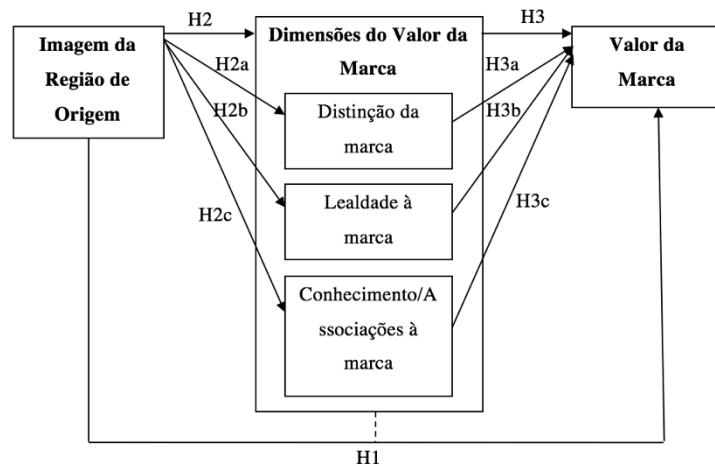 Imagem da
Região de
Origem
H2
H2a
H2b
H2c
Dimensões do Valor da
Marca
Distinção da
marca
Lealdade à
marca
Conhecimento/A
ssociações à
marca
H3
H3a
H3b
H3c
Valor da
Marca
H1